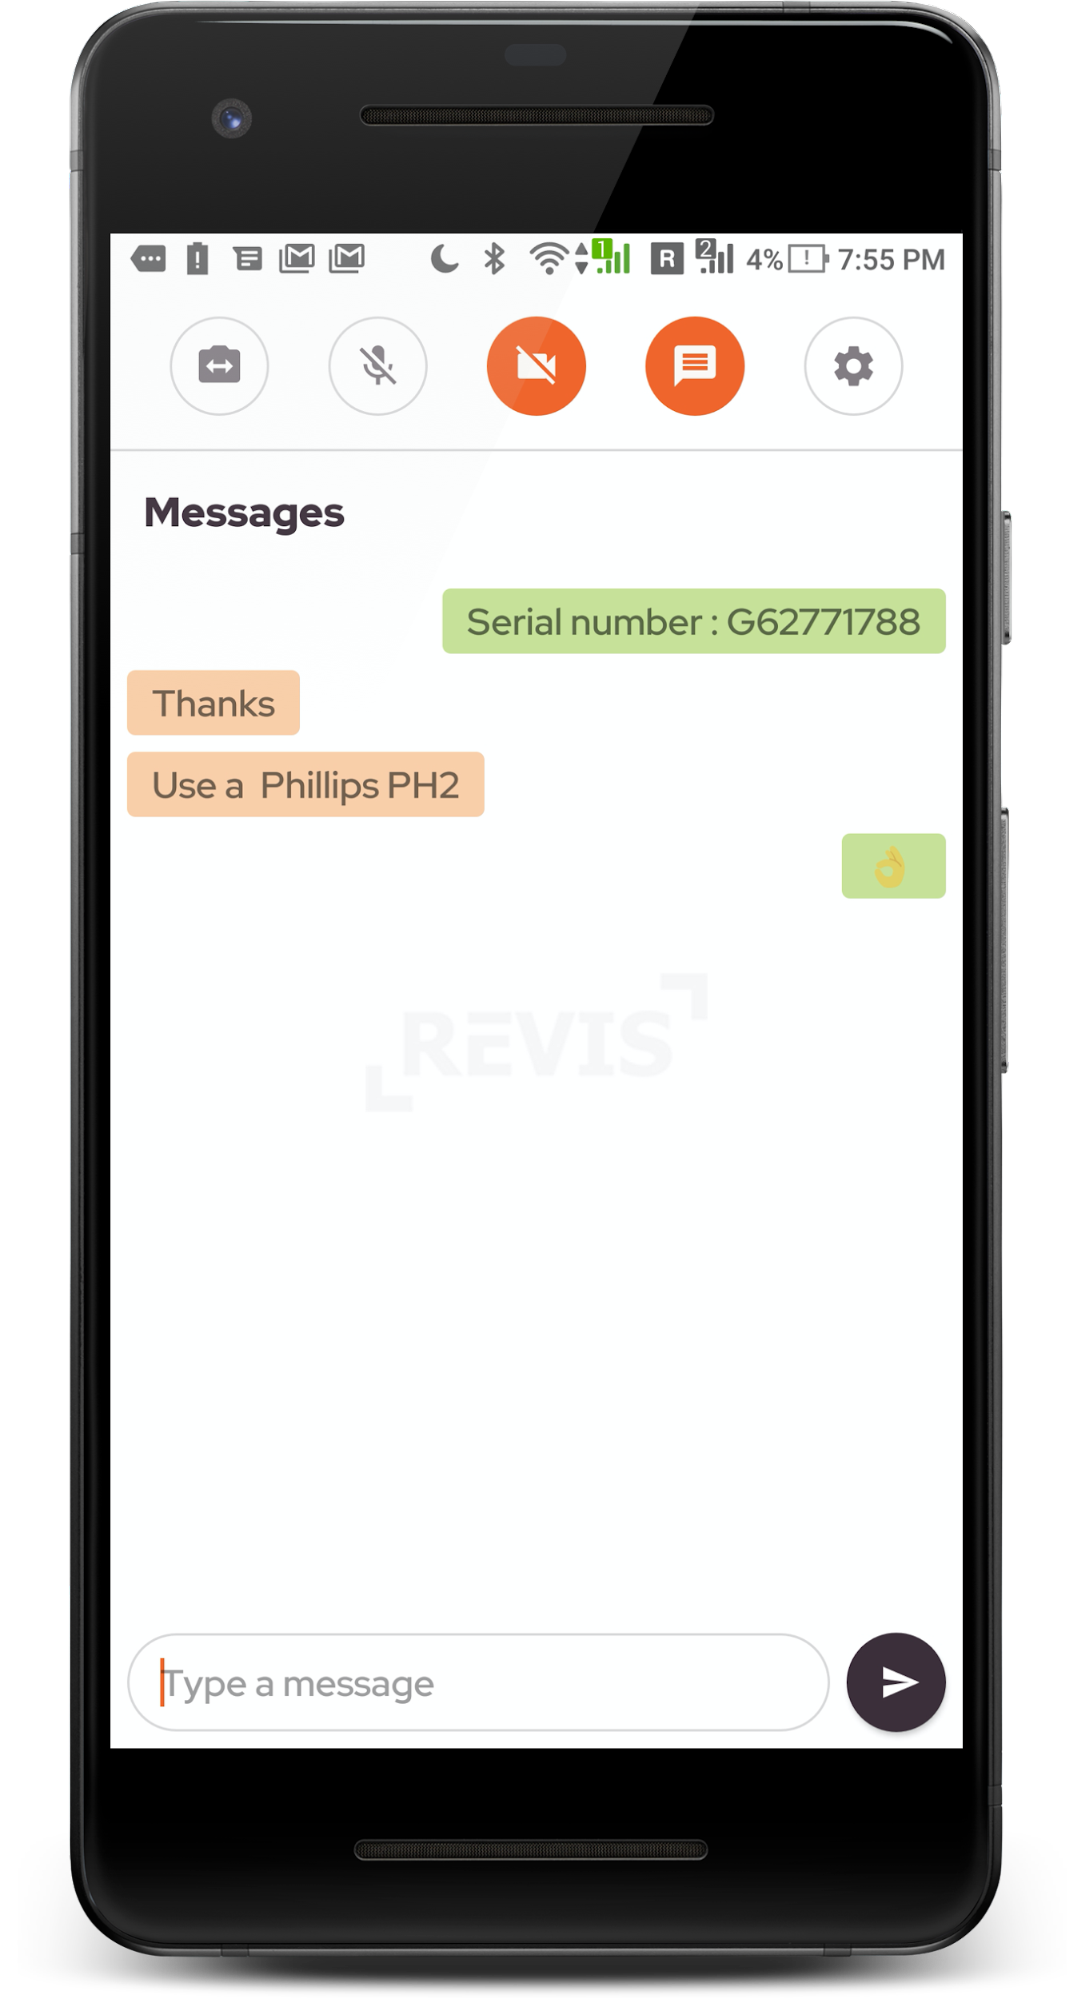 1 R 2 4% ! 7:55 PM
Messages
Serial number : G62771788
Thanks
Use a  Phillips PH2
👌
REVIS
Type a message